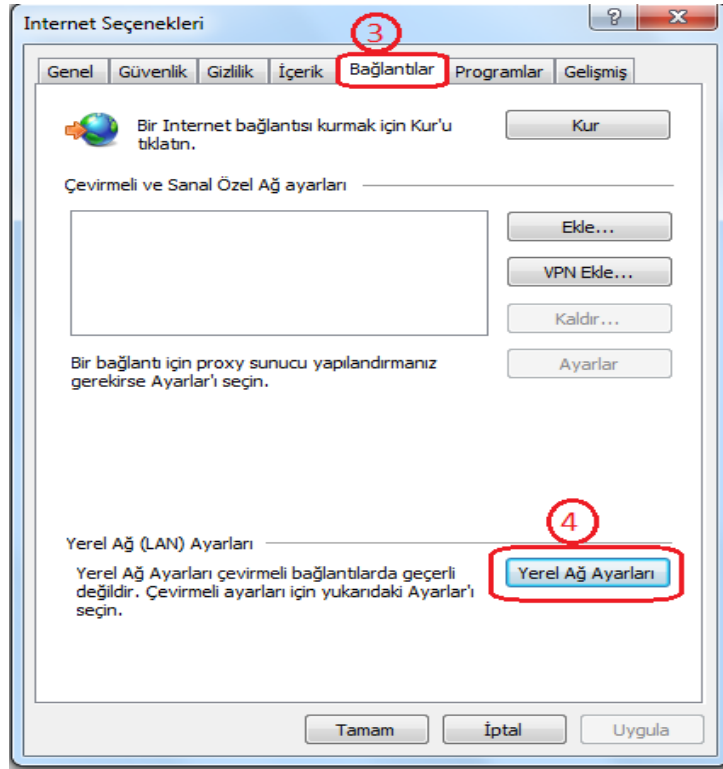 Internet Seçenekleri
?
X
3
Genel
Güvenlik
Gizlilik
İçerik
Bağlantılar
Programlar
Gelişmiş
Bir Internet bağlantısı kurmak için Kur'u
tıklatın.
Kur
Çevirmeli ve Sanal Özel Ağ ayarları
Ekle...
VPN Ekle...
Kaldır...
Bir bağlantı için proxy sunucu yapılandırmanız
gerekirse Ayarlar'ı seçin.
Ayarlar
4
Yerel Ağ (LAN) Ayarları
Yerel Ağ Ayarları çevirmeli bağlantılarda geçerli
değildir. Çevirmeli ayarları için yukarıdaki Ayarlar'ı
seçin.
Yerel Ağ Ayarları
Tamam
İptal
Uygula